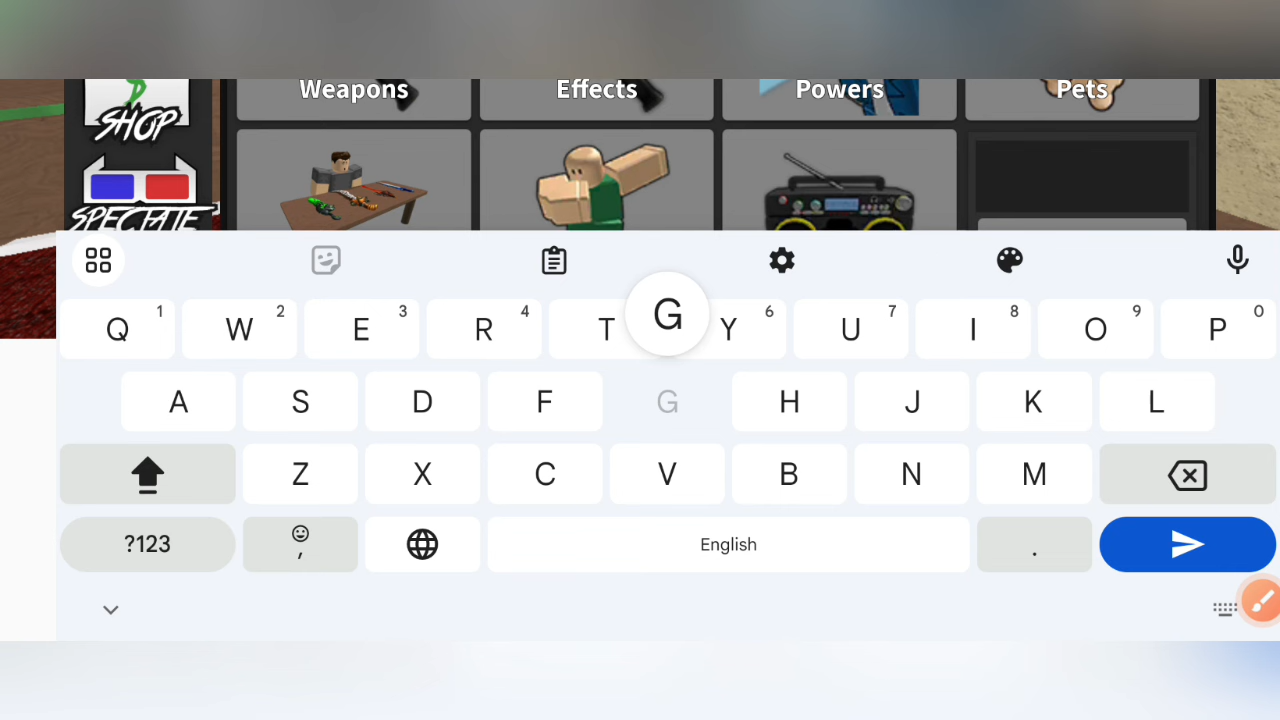 Weapons Effects Powers Pets
SHOP
SPECTATE
Q 1 W 2 E 3 R 4 T G Y 6 U 7 I 8 O 9 P 0
A S D F G H J K L
Z X C V B N M
?123 , English .